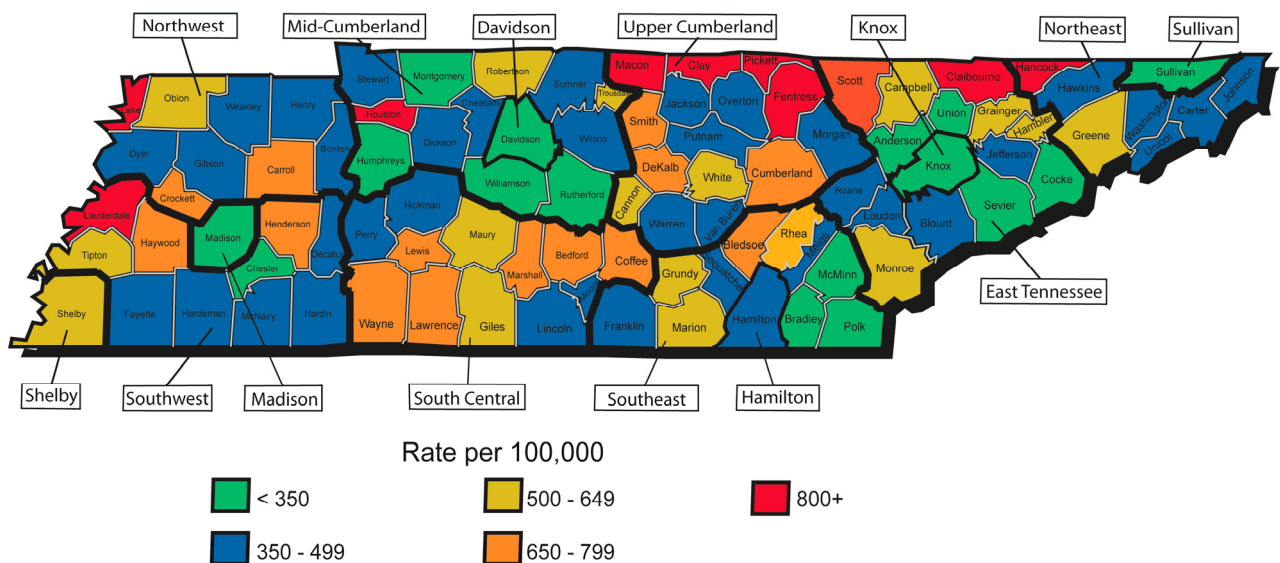 Northwest
Mid-Cumberland
Davidson
Upper Cumberland
Knox
Northeast
Sullivan
Stewart
Montgomery
Robertson
Sumner
Trousdale
Macon
Clay
Pickett
Scott
Campbell
Claibourne
Hancock
Hawkins
Sullivan
Johnson
Lake
Obion
Weakley
Henry
Houston
Cheatam
Jackson
Overton
Fentress
Union
Grainger
Hamblen
Greene
Washington
Carter
Unicoi
Dyer
Gibson
Carroll
Benton
Humphreys
Dickson
Davidson
Wilson
Smith
Putnam
Morgan
Anderson
Knox
Jefferson
Cocke
Lauderdale
Crockett
Madison
Henderson
Decatur
Perry
Hickman
Williamson
Rutherford
Cannon
DeKalb
White
Cumberland
Roane
Loudon
Blount
Sevier
Tipton
Haywood
Chester
Lewis
Maury
Marshall
Bedford
Moore
Coffee
Warren
Van Buren
Bledsoe
Rhea
Meigs
McMinn
Monroe
Shelby
Fayette
Hardeman
McNairy
Hardin
Wayne
Lawrence
Giles
Lincoln
Franklin
Grundy
Sequatche
Marion
Hamilton
Bradley
Polk
East Tennessee
Shelby
Southwest
Madison
South Central
Southeast
Hamilton
Rate per 100,000
< 350
500 - 649
800+
350 - 499
650 - 799